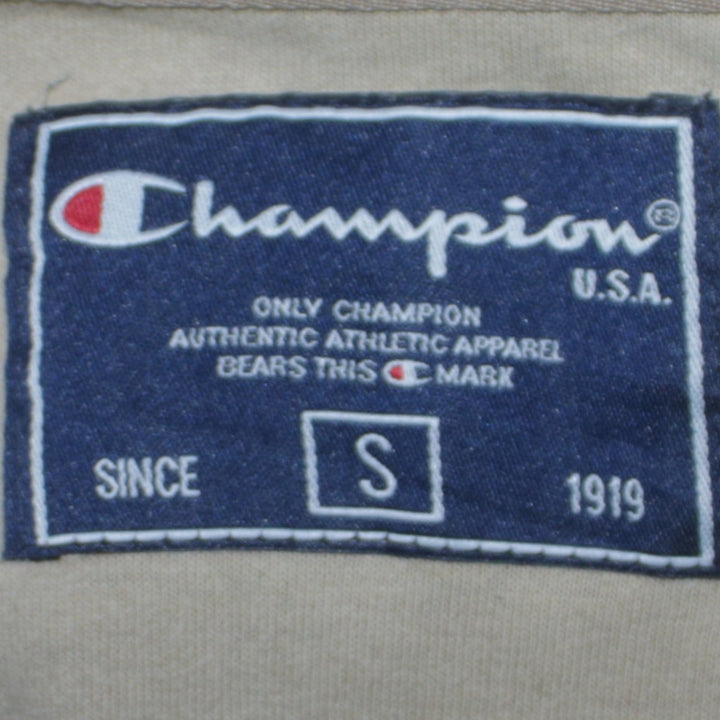 Champion®
U.S.A.
ONLY CHAMPION
AUTHENTIC ATHLETIC APPAREL
BEARS THIS C MARK
S
SINCE 1919